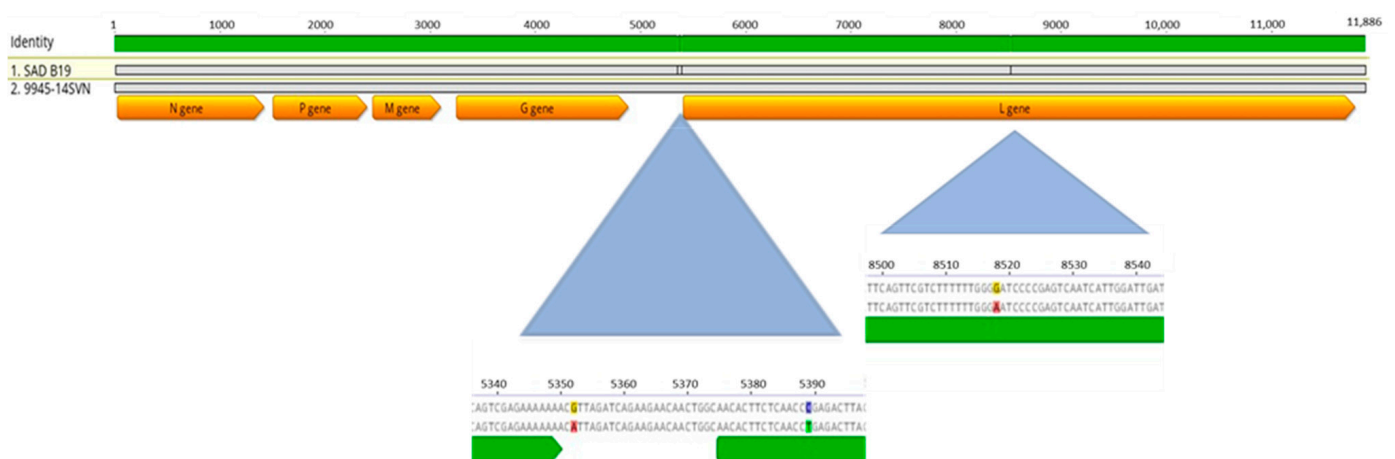 1 1000 2000 3000 4000 5000 6000 7000 8000 9000 10,000 11,000 11,886
Identity
1. SAD B19
2. 9945-14SVN
N gene P gene M gene G gene L gene
8500 8510 8520 8530 8540
TTCAGTTCGTCTTTTTTGGGGATCCCCGAGTCAATCATTGGATTGAT
TTCAGTTCGTCTTTTTTGGGAATCCCCGAGTCAATCATTGGATTGAT
5340 5350 5360 5370 5380 5390
CAGTCGAGAAAAAAACGTTAGATCAGAAGAACAACTGGCAACACTTCTCAACCCGAGACTTA
CAGTCGAGAAAAAAACATTAGATCAGAAGAACAACTGGCAACACTTCTCAACCTGAGACTTA